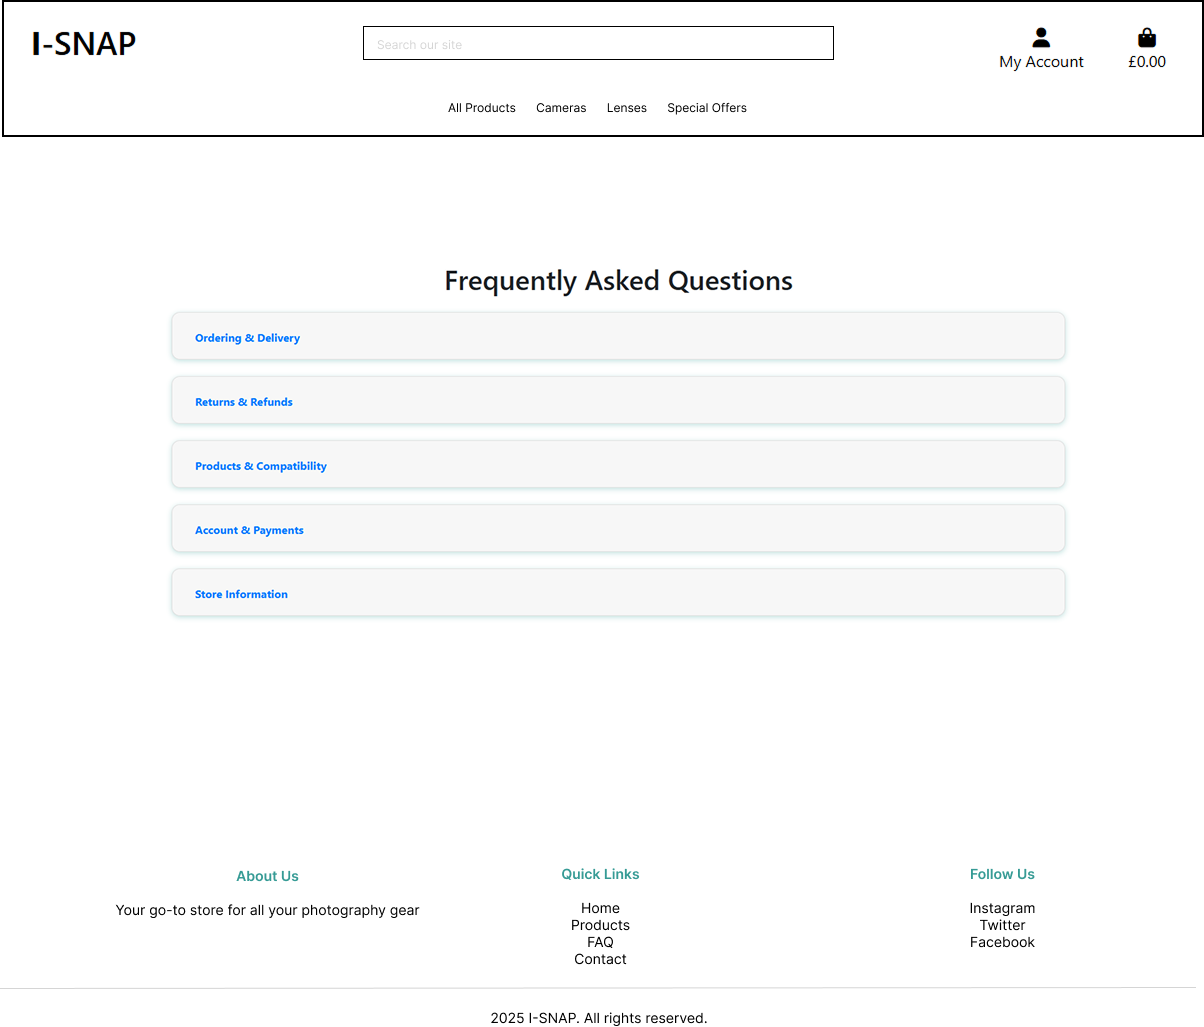 I-SNAP
Search our site
My Account
£0.00
All Products
Cameras
Lenses
Special Offers
Frequently Asked Questions
Ordering & Delivery
Returns & Refunds
Products & Compatibility
Account & Payments
Store Information
About Us
Your go-to store for all your photography gear
Quick Links
Home
Products
FAQ
Contact
Follow Us
Instagram
Twitter
Facebook
2025 I-SNAP. All rights reserved.